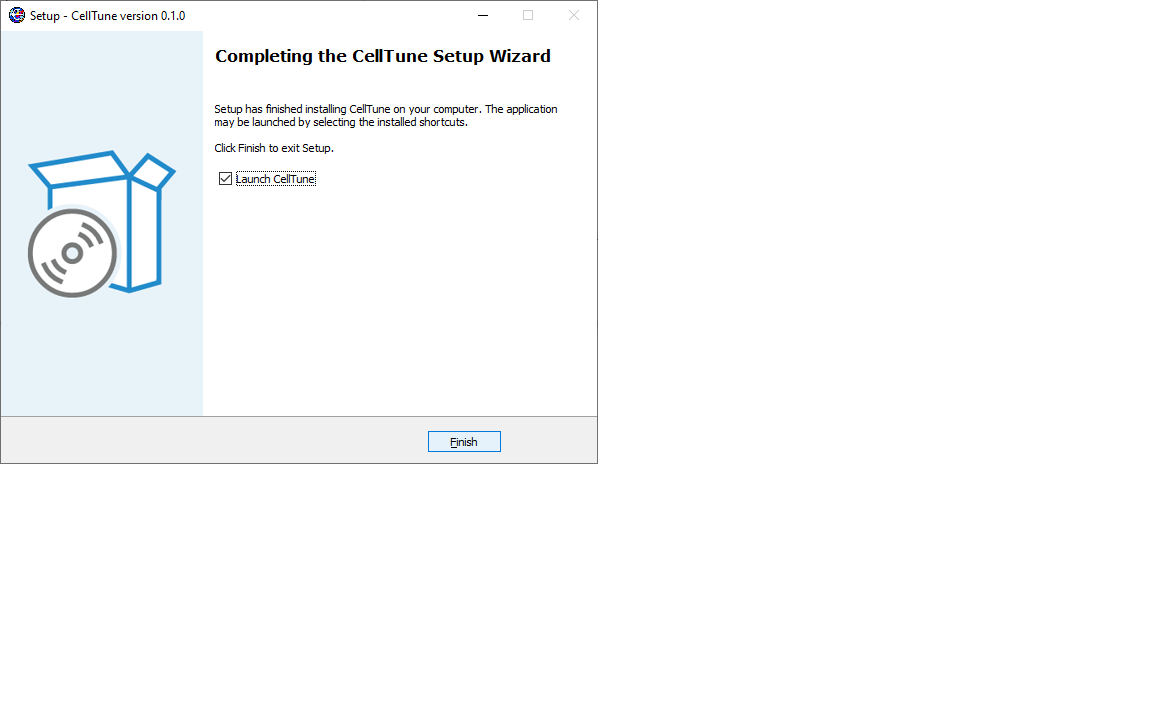 Setup - CellTune version 0.1.0
Completing the CellTune Setup Wizard
Setup has finished installing CellTune on your computer. The application
may be launched by selecting the installed shortcuts.
Click Finish to exit Setup.
Launch CellTune
Finish